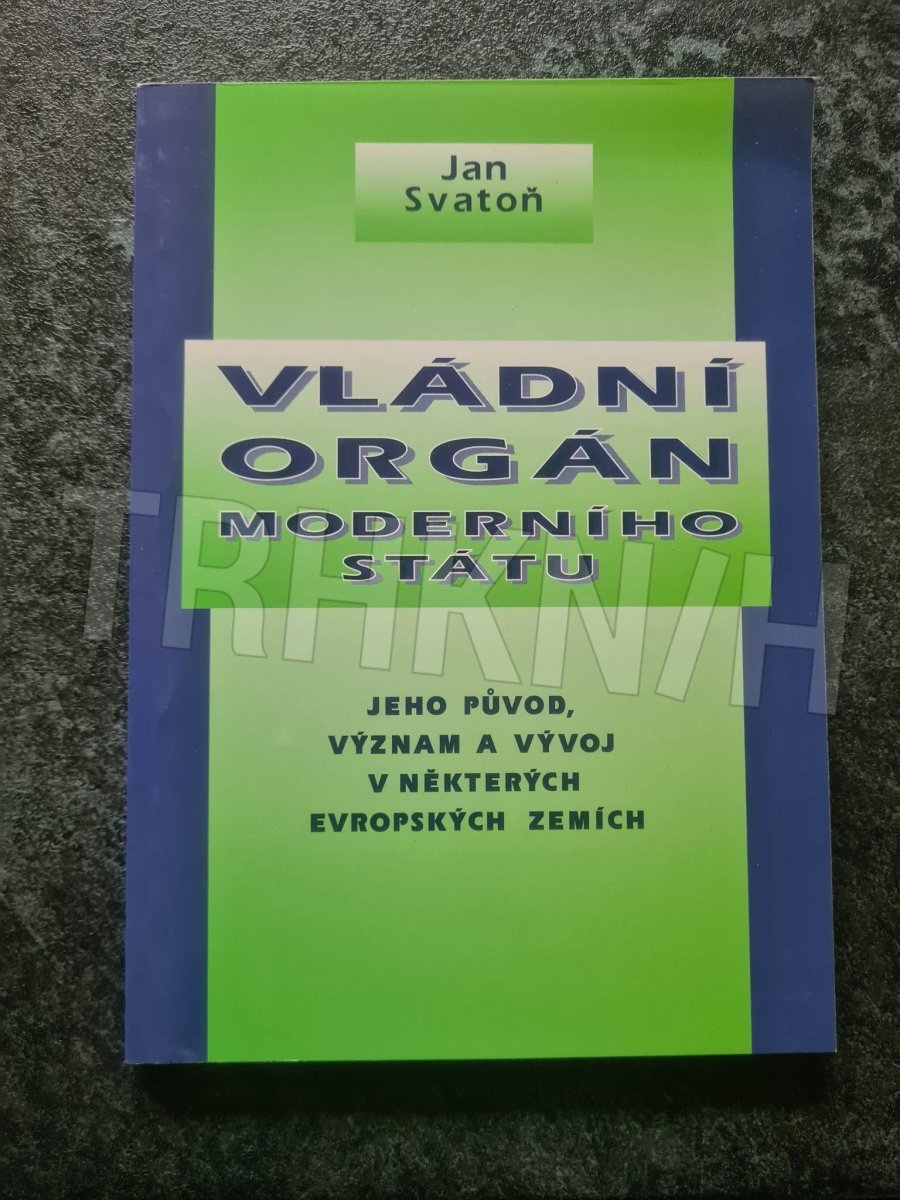 Jan
Svatoň
VLÁDNÍ
ORGÁN
MODERNÍHO
STÁTU
TRHKNIH
JEHO PŮVOD,
VÝZNAM A VÝVOJ
V NĚKTERÝCH
EVROPSKÝCH ZEMÍCH